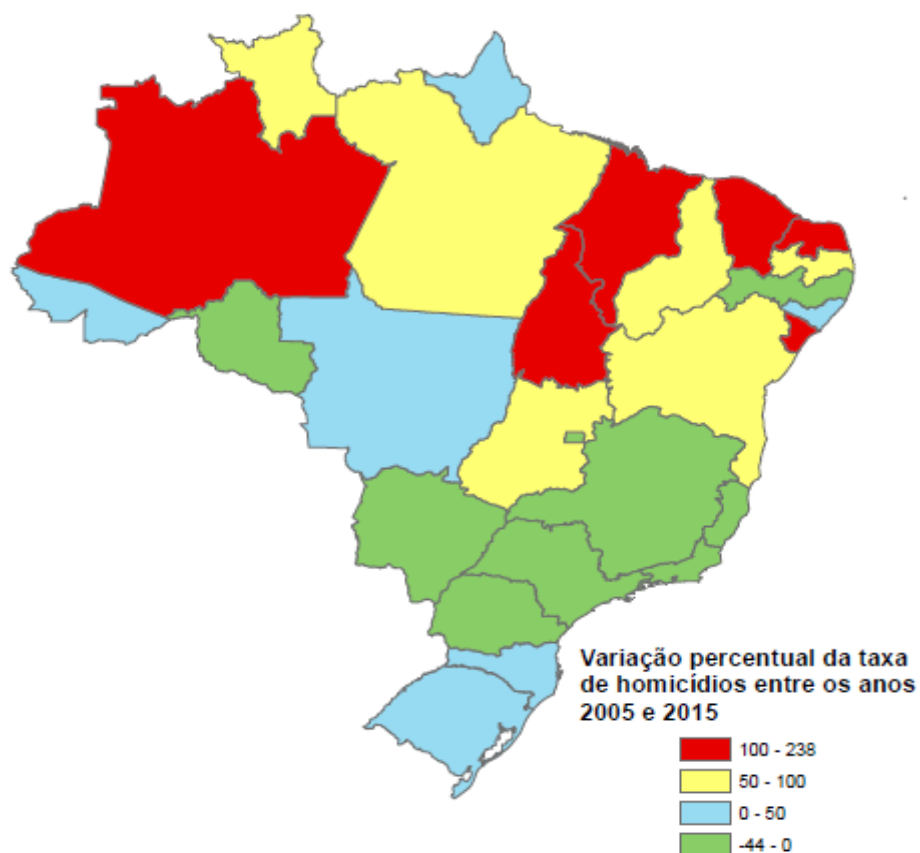 Variação percentual da taxa
de homicídios entre os anos
2005 e 2015
100 - 238
50 - 100
0 - 50
-44 - 0